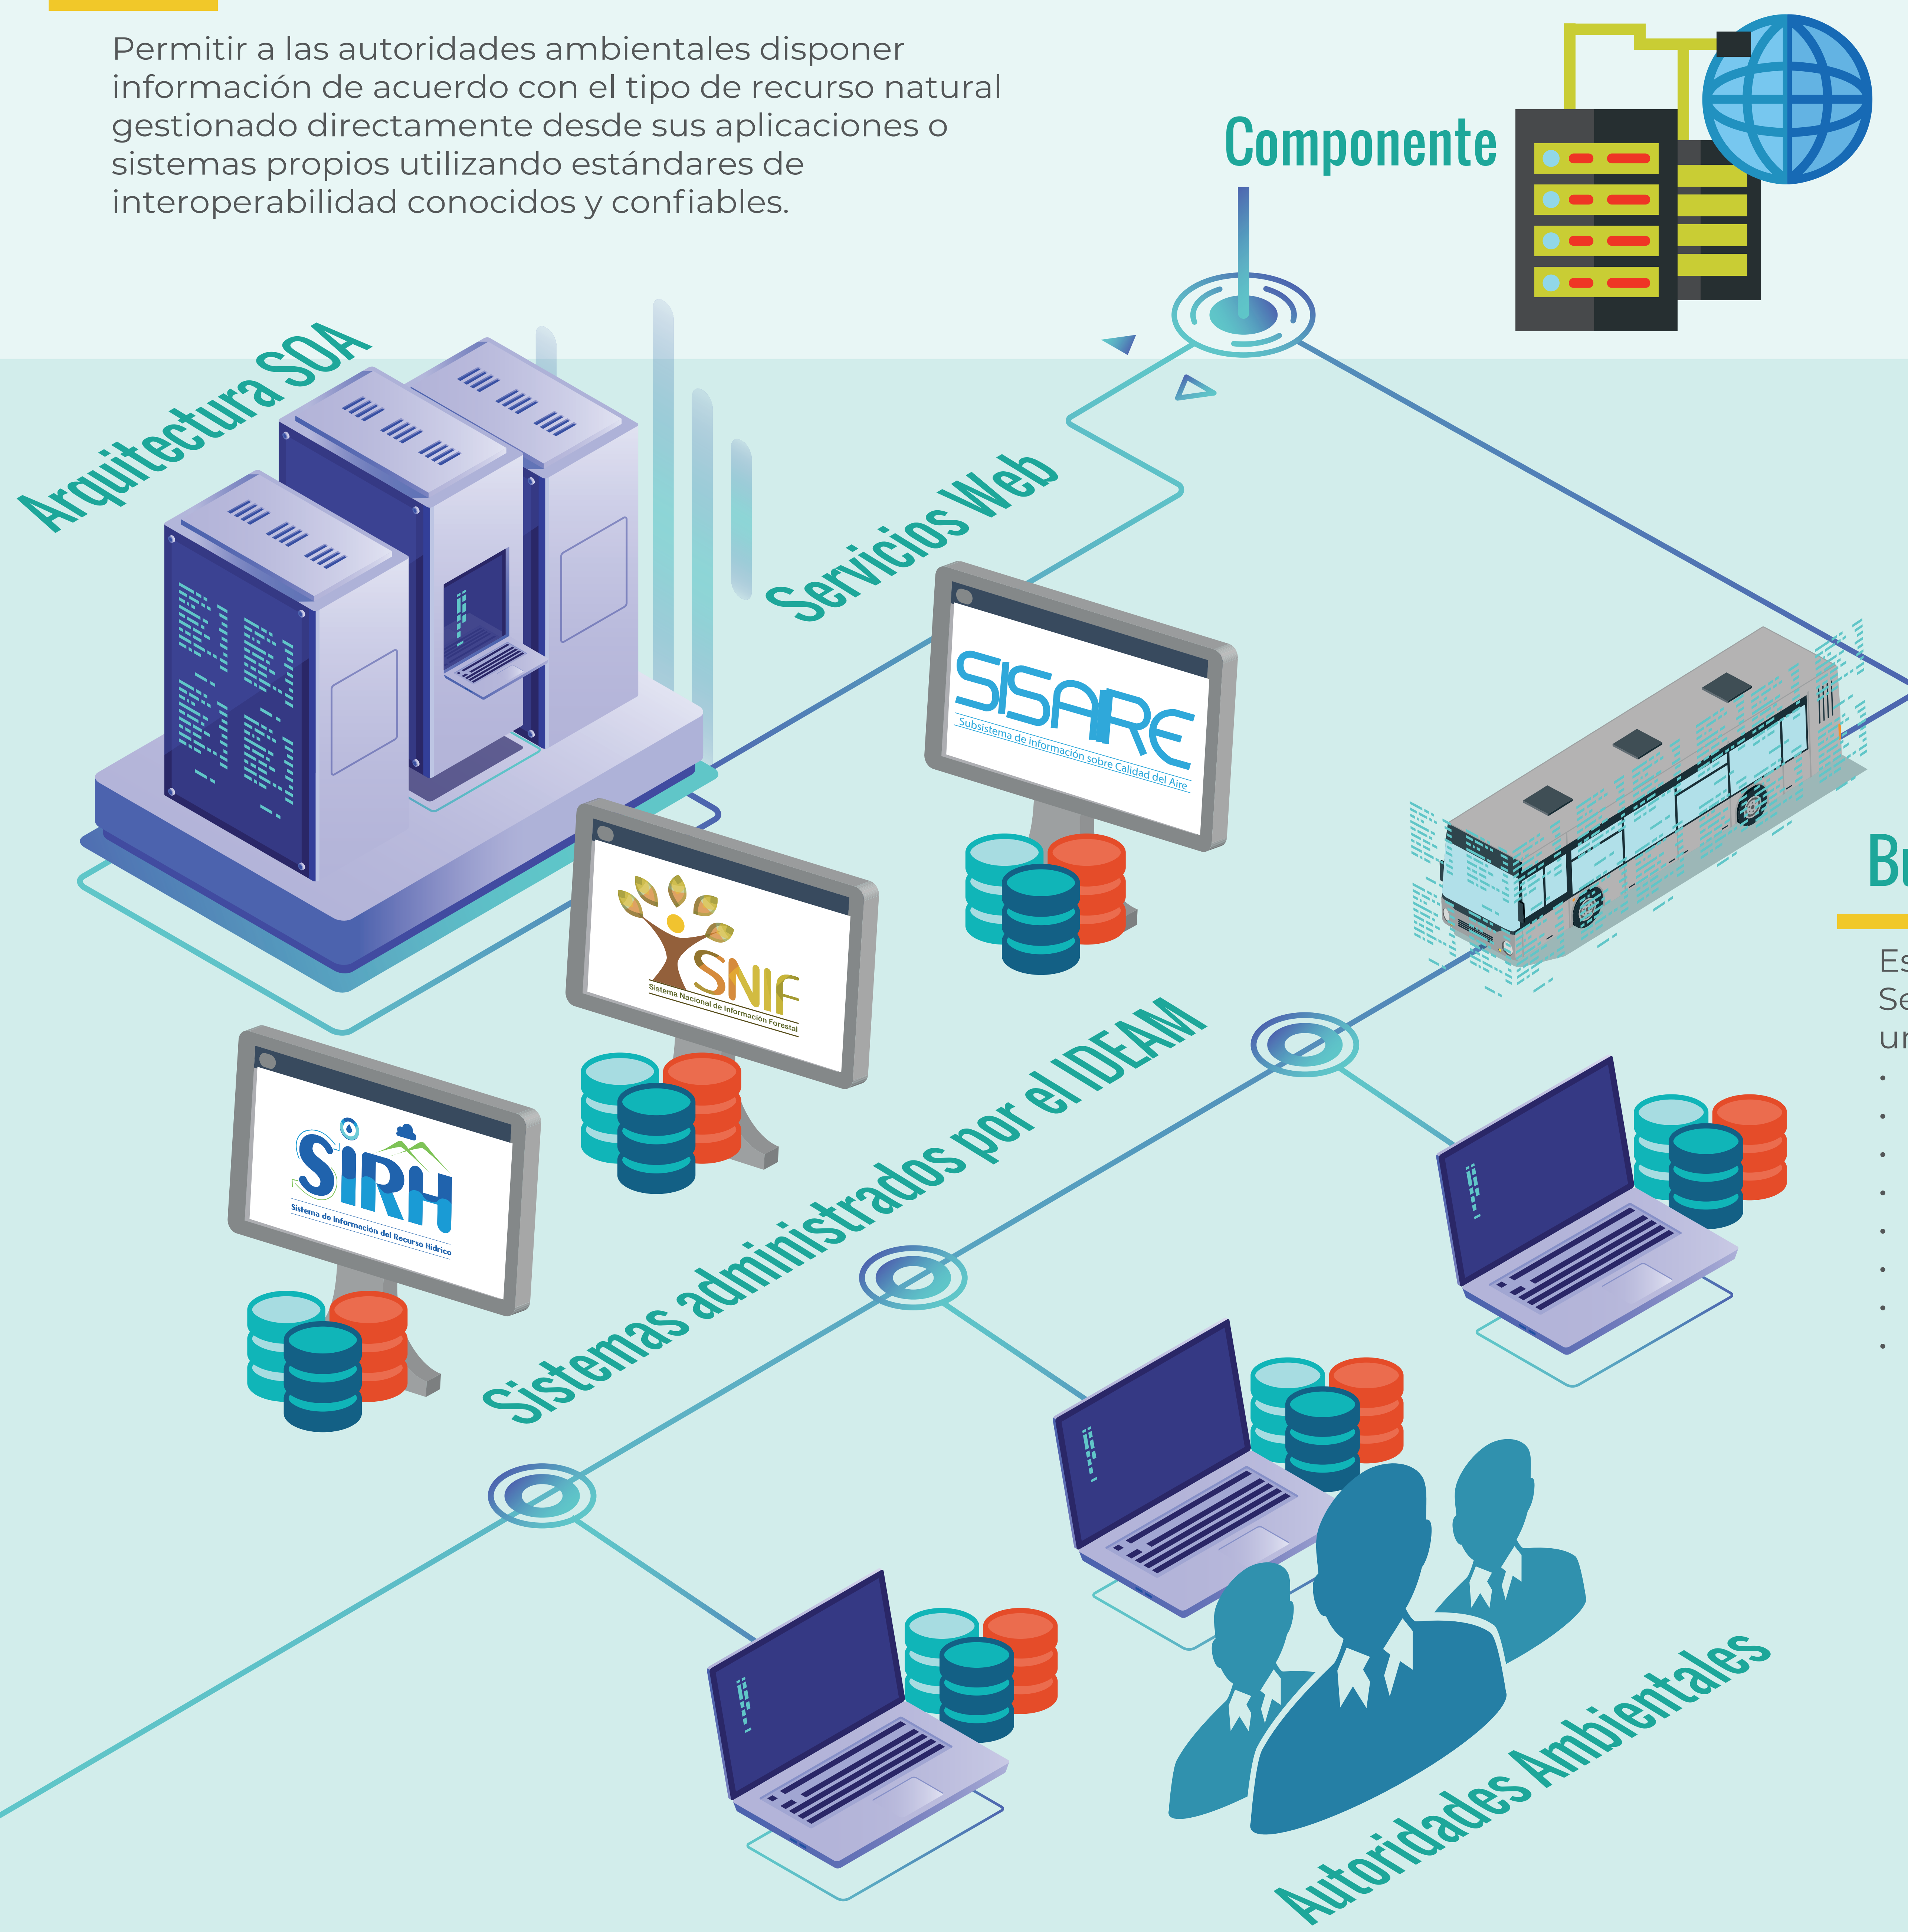 Permitir a las autoridades ambientales disponer
información de acuerdo con el tipo de recurso natural
gestionado directamente desde sus aplicaciones o
sistemas propios utilizando estándares de
interoperabilidad conocidos y confiables.
Componente
Arquitectura SOA
Servicios Web
SISAIRE
Subsistema de información sobre Calidad del Aire
SNIF
Sistema Nacional de Información Forestal
SIRH
Sistema de Información del Recurso Hídrico
Sistemas administrados por el IDEAM
Autoridades Ambientales